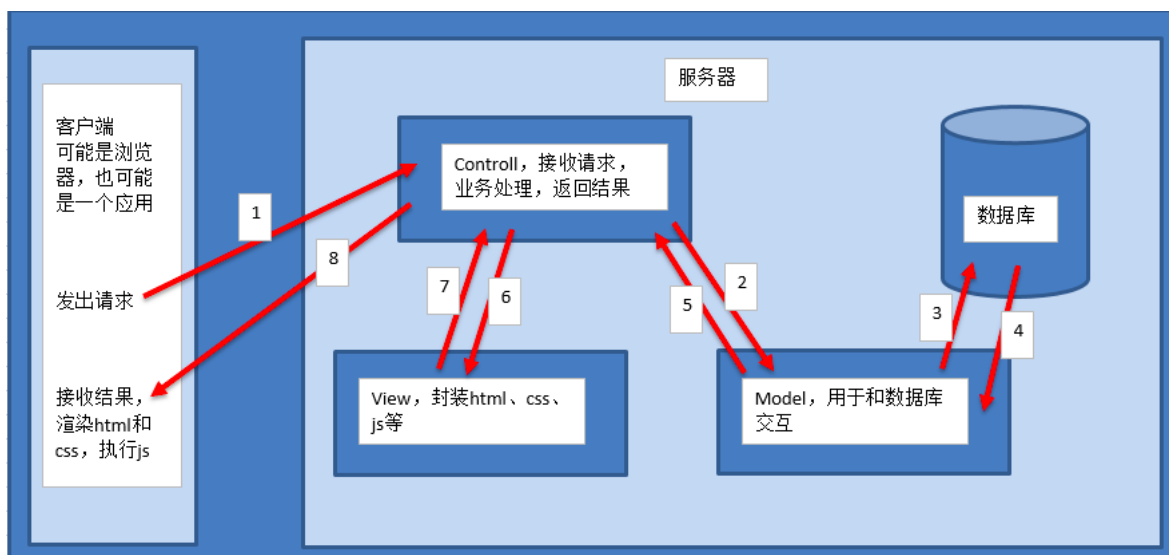 服务器
客户端
可能是浏览
器，也可能
是一个应用
发出请求
接收结果，
渲染html和
css，执行js
Controll，接收请求，
业务处理，返回结果
数据库
1
8
7
6
5
2
3
4
View，封装html、css、
js等
Model，用于和数据库
交互